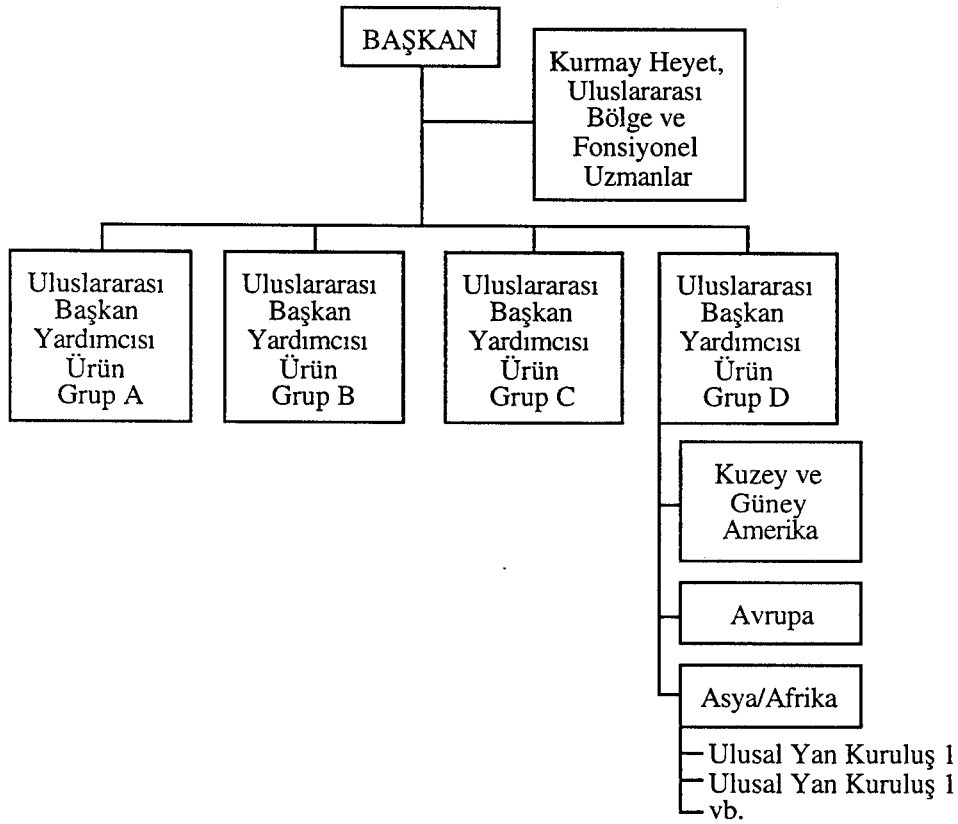 BAŞKAN
Kurmay Heyet,
Uluslararası
Bölge ve
Fonsiyonel
Uzmanlar
Uluslararası
Başkan
Yardımcısı
Ürün
Grup A
Uluslararası
Başkan
Yardımcısı
Ürün
Grup B
Uluslararası
Başkan
Yardımcısı
Ürün
Grup C
Uluslararası
Başkan
Yardımcısı
Ürün
Grup D
Kuzey ve
Güney
Amerika
Avrupa
Asya/Afrika
Ulusal Yan Kuruluş 1
Ulusal Yan Kuruluş 1
vb.